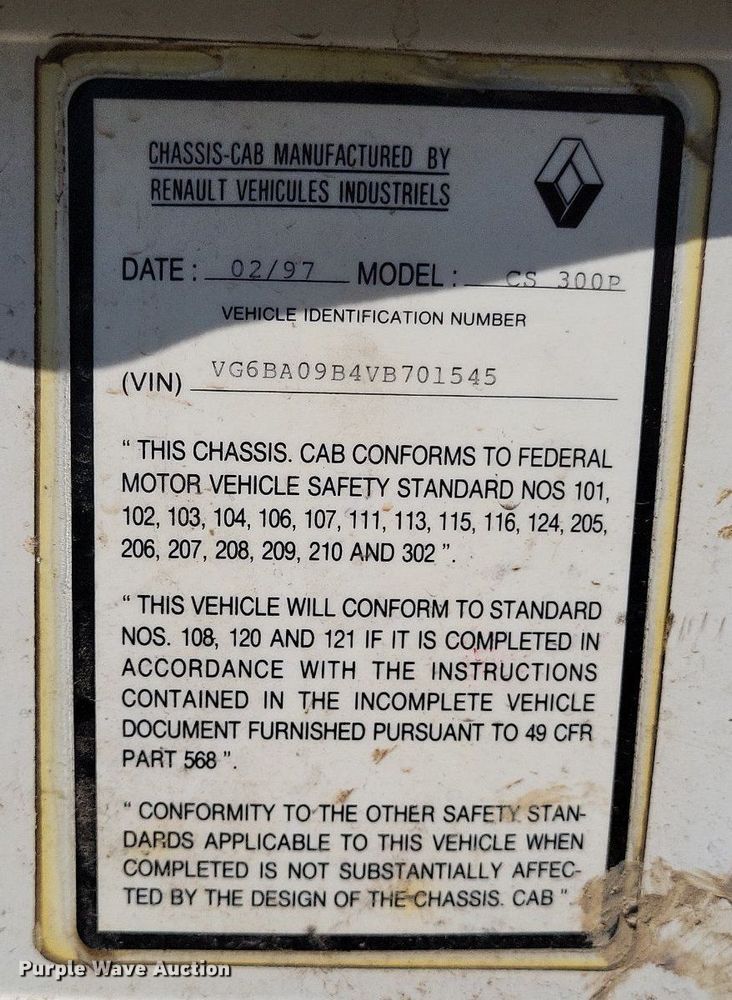 CHASSIS-CAB MANUFACTURED BY
RENAULT VEHICULES INDUSTRIELS
DATE : 02/97 MODEL : CS 300P
VEHICLE IDENTIFICATION NUMBER
(VIN) VG6BA09B4VB701545
“ THIS CHASSIS. CAB CONFORMS TO FEDERAL
MOTOR VEHICLE SAFETY STANDARD NOS 101,
102, 103, 104, 106, 107, 111, 113, 115, 116, 124, 205,
206, 207, 208, 209, 210 AND 302 ”.
“ THIS VEHICLE WILL CONFORM TO STANDARD
NOS. 108, 120 AND 121 IF IT IS COMPLETED IN
ACCORDANCE WITH THE INSTRUCTIONS
CONTAINED IN THE INCOMPLETE VEHICLE
DOCUMENT FURNISHED PURSUANT TO 49 CFR
PART 568 ”.
“ CONFORMITY TO THE OTHER SAFETY STAN-
DARDS APPLICABLE TO THIS VEHICLE WHEN
COMPLETED IS NOT SUBSTANTIALLY AFFEC-
TED BY THE DESIGN OF THE CHASSIS. CAB ”.
Purple Wave Auction